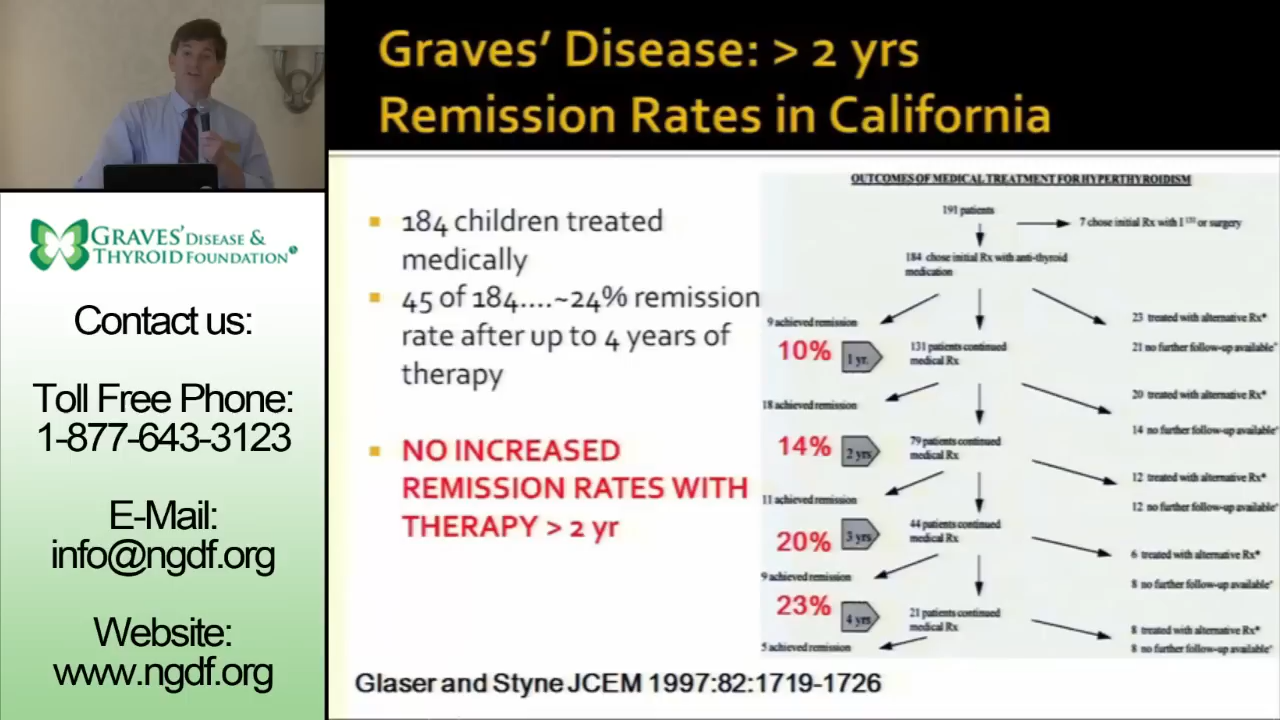 Graves' Disease: > 2 yrs
Remission Rates in California
GRAVES' DISEASE &
THYROID FOUNDATION
Contact us:
Toll Free Phone:
1-877-643-3123
E-Mail:
info@ngdf.org
Website:
www.ngdf.org
184 children treated
medically
45 of 184....~24% remission
rate after up to 4 years of
therapy
NO INCREASED
REMISSION RATES WITH
THERAPY > 2 yr
OUTCOMES OF MEDICAL TREATMENT FOR HYPERTHYROIDISM
191 patients
7 chose initial Rx with I131 or surgery
184 chose initial Rx with anti-thyroid
medication
9 achieved remission
23 treated with alternative Rx*
10%
1 yr.
131 patients continued
medical Rx
21 no further follow-up available+
18 achieved remission
20 treated with alternative Rx*
14%
2 yrs
79 patients continued
medical Rx
14 no further follow-up available+
11 achieved remission
12 treated with alternative Rx*
12 no further follow-up available+
20%
3 yrs
44 patients continued
medical Rx
9 achieved remission
6 treated with alternative Rx*
8 no further follow-up available+
23%
4 yrs
21 patients continued
medical Rx
5 achieved remission
8 treated with alternative Rx*
8 no further follow-up available+
Glaser and Styne JCEM 1997:82:1719-1726